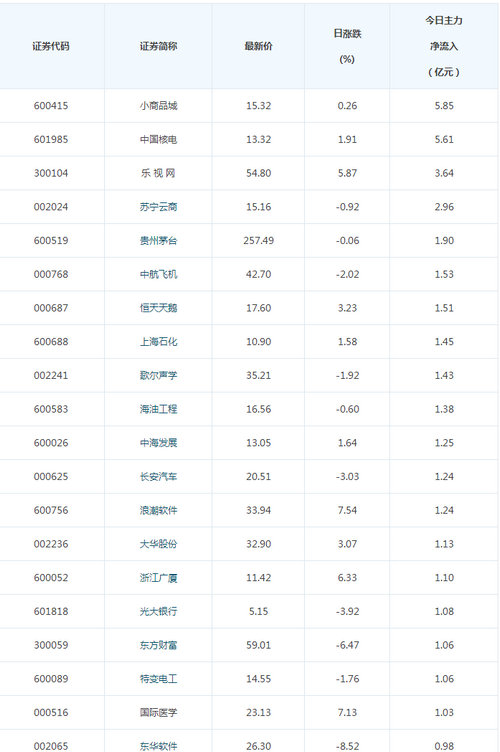 证券代码 证券简称 最新价 日涨跌(%) 今日主力净流入(亿元)
600415 小商品城 15.32 0.26 5.85
601985 中国核电 13.32 1.91 5.61
300104 乐 视 网 54.80 5.87 3.64
002024 苏宁云商 15.16 -0.92 2.96
600519 贵州茅台 257.49 -0.06 1.90
000768 中航飞机 42.70 -2.02 1.53
000687 恒天天鹅 17.60 3.23 1.51
600688 上海石化 10.90 1.58 1.45
002241 歌尔声学 35.21 -1.92 1.43
600583 海油工程 16.56 -0.60 1.38
600026 中海发展 13.05 1.64 1.25
000625 长安汽车 20.51 -3.03 1.24
600756 浪潮软件 33.94 7.54 1.24
002236 大华股份 32.90 3.07 1.13
600052 浙江广厦 11.42 6.33 1.10
601818 光大银行 5.15 -3.92 1.08
300059 东方财富 59.01 -6.47 1.06
600089 特变电工 14.55 -1.76 1.06
000516 国际医学 23.13 7.13 1.03
002065 东华软件 26.30 -8.52 0.98